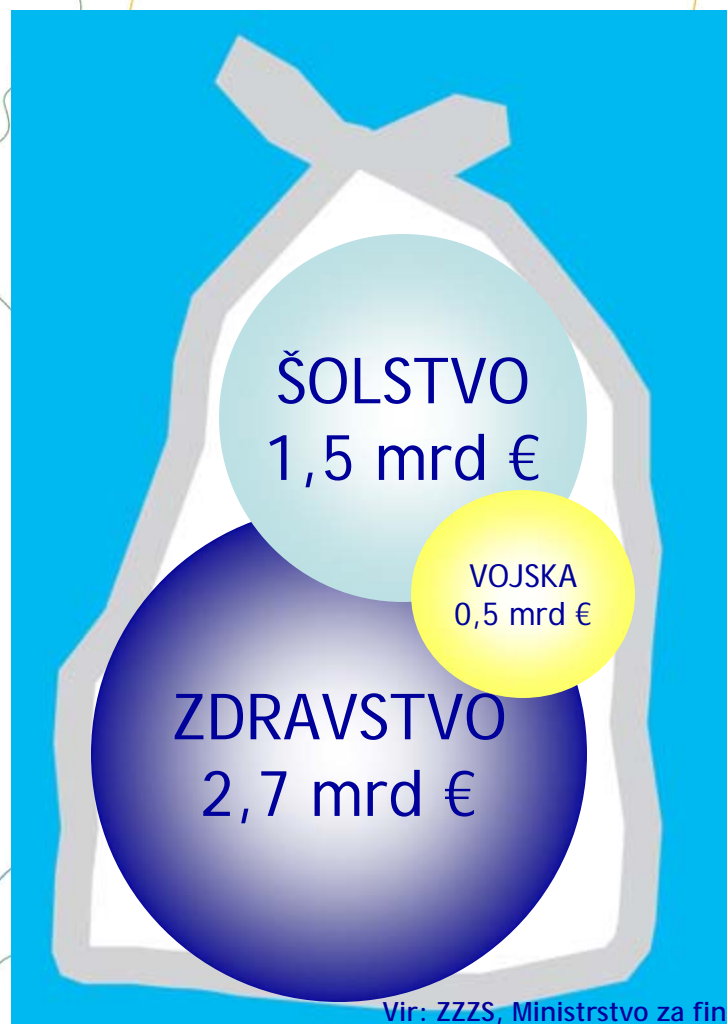 ŠOLSTVO
1,5 mrd €
VOJSKA
0,5 mrd €
ZDRAVSTVO
2,7 mrd €
Vir: ZZZS, Ministrstvo za fin